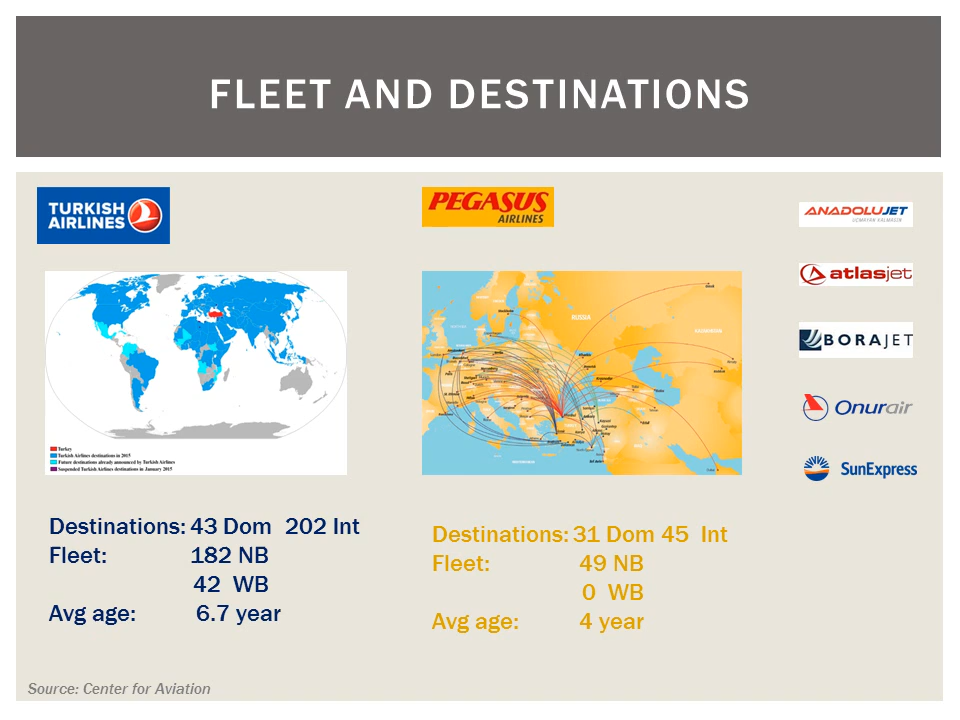 FLEET AND DESTINATIONS
TURKISH
AIRLINES
PEGASUS
AIRLINES
ANADOLUJET
atlasjet
BORAJET
Onurair
SunExpress
RUSSIA
Turkey
Turkish Airlines destinations in 2015
Future destinations already announced by Turkish Airlines
Suspended Turkish Airlines destinations in January 2015
Destinations: 43 Dom 202 Int
Fleet: 182 NB
42 WB
Avg age: 6.7 year
Destinations: 31 Dom 45 Int
Fleet: 49 NB
0 WB
Avg age: 4 year
Source: Center for Aviation